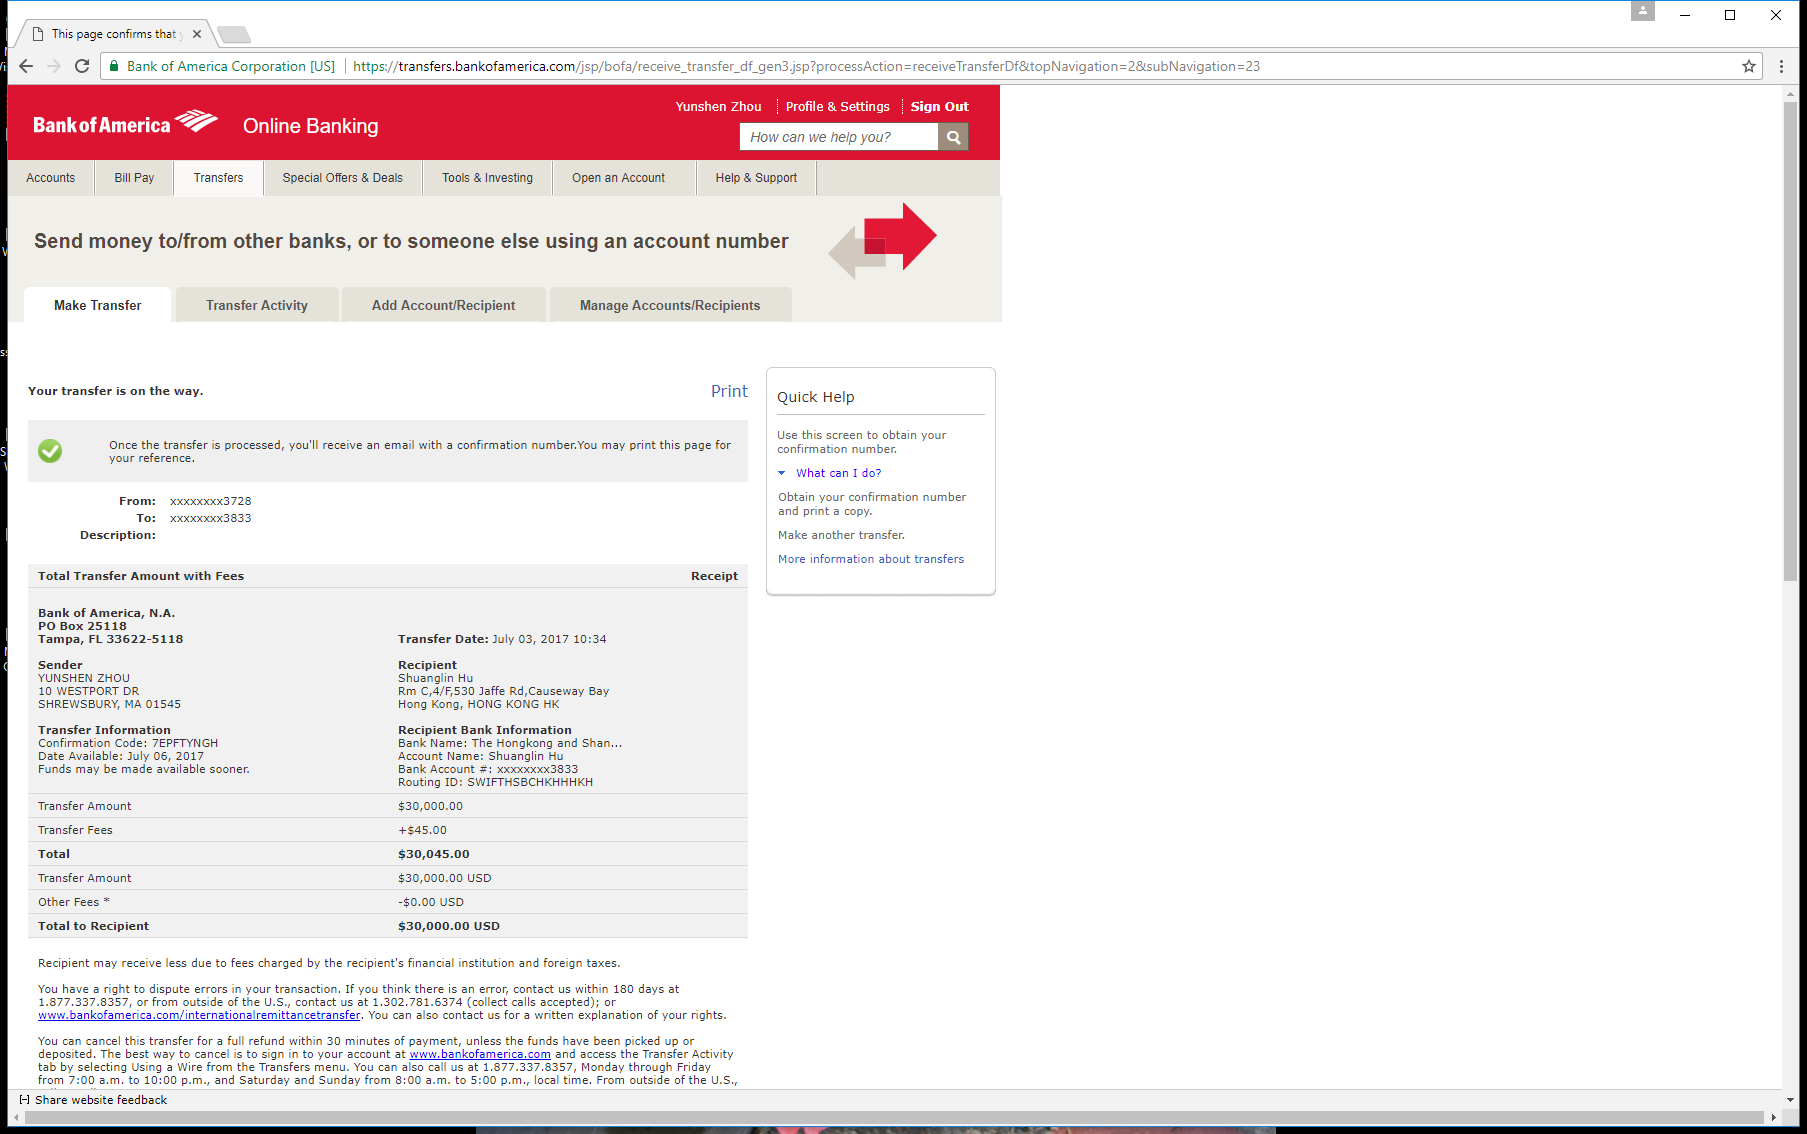 This page confirms that y
Bank of America Corporation [US] https://transfers.bankofamerica.com/jsp/bofa/receive_transfer_df_gen3.jsp?processAction=receiveTransferDf&topNavigation=2&subNavigation=23
Yunshen Zhou Profile & Settings Sign Out
Bank of America Online Banking
How can we help you?
Accounts Bill Pay Transfers Special Offers & Deals Tools & Investing Open an Account Help & Support
Send money to/from other banks, or to someone else using an account number
Make Transfer Transfer Activity Add Account/Recipient Manage Accounts/Recipients
Your transfer is on the way. Print
Once the transfer is processed, you'll receive an email with a confirmation number.You may print this page for
your reference.
From: xxxxxxxx3728
To: xxxxxxxx3833
Description:
Quick Help
Use this screen to obtain your
confirmation number.
What can I do?
Obtain your confirmation number
and print a copy.
Make another transfer.
More information about transfers
Total Transfer Amount with Fees Receipt
Bank of America, N.A.
PO Box 25118
Tampa, FL 33622-5118 Transfer Date: July 03, 2017 10:34
Sender Recipient
YUNSHEN ZHOU Shuanglin Hu
10 WESTPORT DR Rm C,4/F,530 Jaffe Rd,Causeway Bay
SHREWSBURY, MA 01545 Hong Kong, HONG KONG HK
Transfer Information Recipient Bank Information
Confirmation Code: 7EPFTYNGH Bank Name: The Hongkong and Shan...
Date Available: July 06, 2017 Account Name: Shuanglin Hu
Funds may be made available sooner. Bank Account #: xxxxxxxx3833
Routing ID: SWIFTHSBCHKHHHKH
Transfer Amount $30,000.00
Transfer Fees +$45.00
Total $30,045.00
Transfer Amount $30,000.00 USD
Other Fees * -$0.00 USD
Total to Recipient $30,000.00 USD
Recipient may receive less due to fees charged by the recipient's financial institution and foreign taxes.
You have a right to dispute errors in your transaction. If you think there is an error, contact us within 180 days at
1.877.337.8357, or from outside of the U.S., contact us at 1.302.781.6374 (collect calls accepted); or
www.bankofamerica.com/internationalremittancetransfer. You can also contact us for a written explanation of your rights.
You can cancel this transfer for a full refund within 30 minutes of payment, unless the funds have been picked up or
deposited. The best way to cancel is to sign in to your account at www.bankofamerica.com and access the Transfer Activity
tab by selecting Using a Wire from the Transfers menu. You can also call us at 1.877.337.8357, Monday through Friday
from 7:00 a.m. to 10:00 p.m., and Saturday and Sunday from 8:00 a.m. to 5:00 p.m., local time. From outside of the U.S.,
[-] Share website feedback